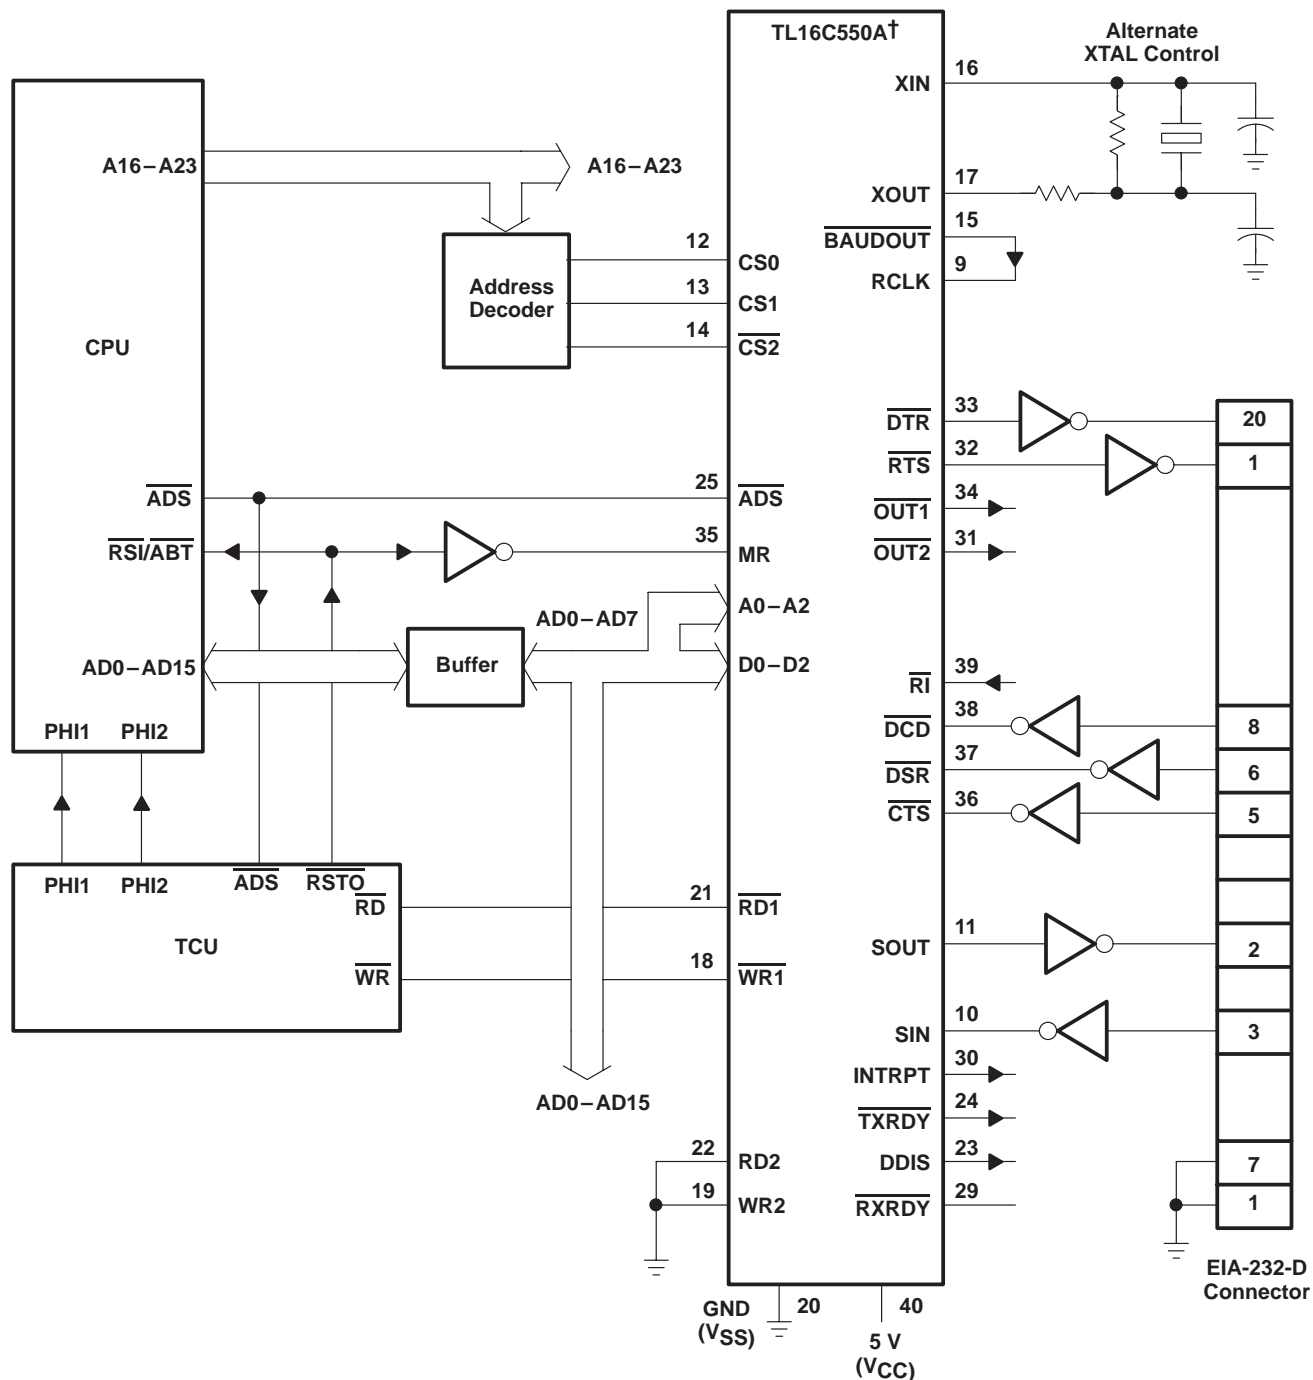 TL16C550A†
Alternate
XTAL Control
XIN 16
A16–A23
A16–A23
XOUT 17
BAUDOUT 15
RCLK 9
12 CS0
13 CS1
14 CS2
Address
Decoder
CPU
DTR 33
20
RTS 32
1
ADS
25 ADS
OUT1 34
RSI/ABT
35 MR
OUT2 31
AD0–AD7
A0–A2
AD0–AD15
Buffer
D0–D2
RI 39
DCD 38
8
DSR 37
6
CTS 36
5
PHI1 PHI2
PHI1 PHI2 ADS RSTO
RD
21 RD1
TCU
WR
18 WR1
SOUT 11
2
SIN 10
3
INTRPT 30
AD0–AD15
TXRDY 24
22 RD2
DDIS 23
7
19 WR2
RXRDY 29
1
EIA-232-D
Connector
GND
(VSS)
20
40
5 V
(VCC)